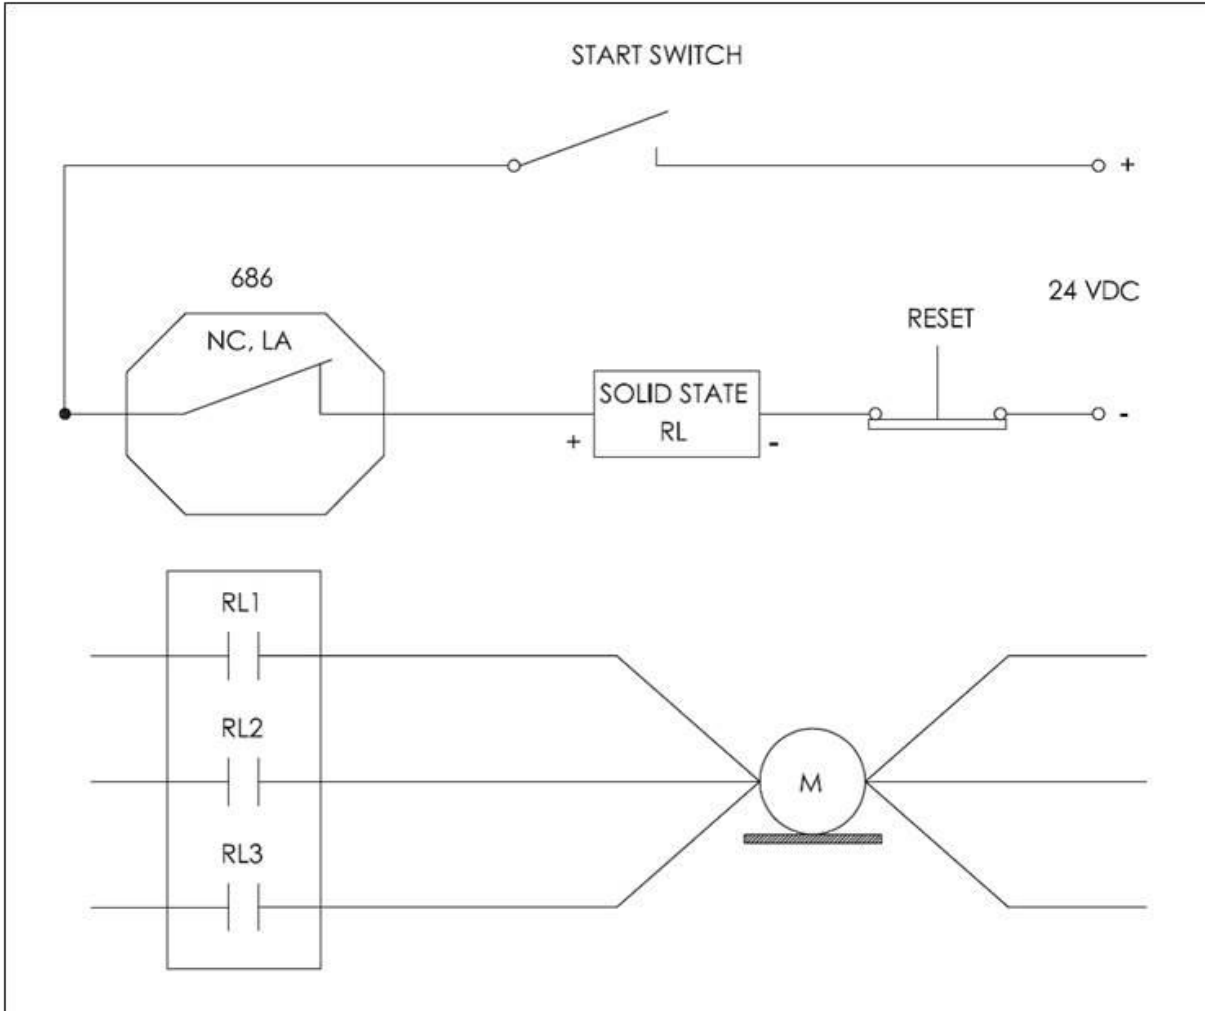 START SWITCH
+
686
24 VDC
NC, LA
RESET
SOLID STATE
RL
+
-
-
RL1
RL2
M
RL3